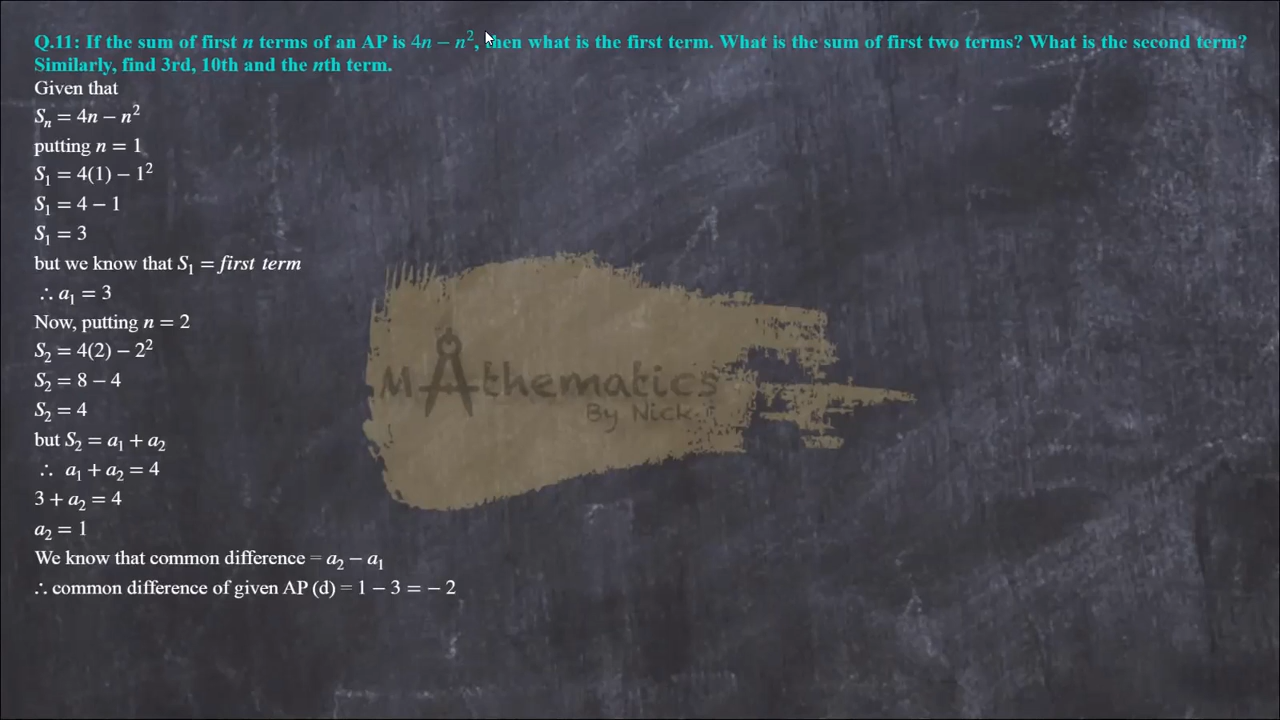 Q.11: If the sum of first n terms of an AP is 4n − n², then what is the first term. What is the sum of first two terms? What is the second term?
Similarly, find 3rd, 10th and the nth term.
Given that
Sₙ = 4n − n²
putting n = 1
S₁ = 4(1) − 1²
S₁ = 4 − 1
S₁ = 3
but we know that S₁ = first term
∴ a₁ = 3
Now, putting n = 2
S₂ = 4(2) − 2²
S₂ = 8 − 4
S₂ = 4
but S₂ = a₁ + a₂
∴ a₁ + a₂ = 4
3 + a₂ = 4
a₂ = 1
We know that common difference = a₂ − a₁
∴ common difference of given AP (d) = 1 − 3 = − 2
MAthematics
By Nick